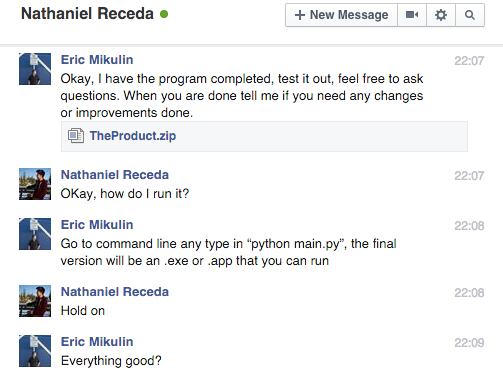 Nathaniel Receda
+ New Message
Eric Mikulin 22:07
Okay, I have the program completed, test it out, feel free to ask
questions. When you are done tell me if you need any changes
or improvements done.
TheProduct.zip
Nathaniel Receda 22:07
OKay, how do I run it?
Eric Mikulin 22:08
Go to command line any type in “python main.py”, the final
version will be an .exe or .app that you can run
Nathaniel Receda 22:08
Hold on
Eric Mikulin 22:09
Everything good?